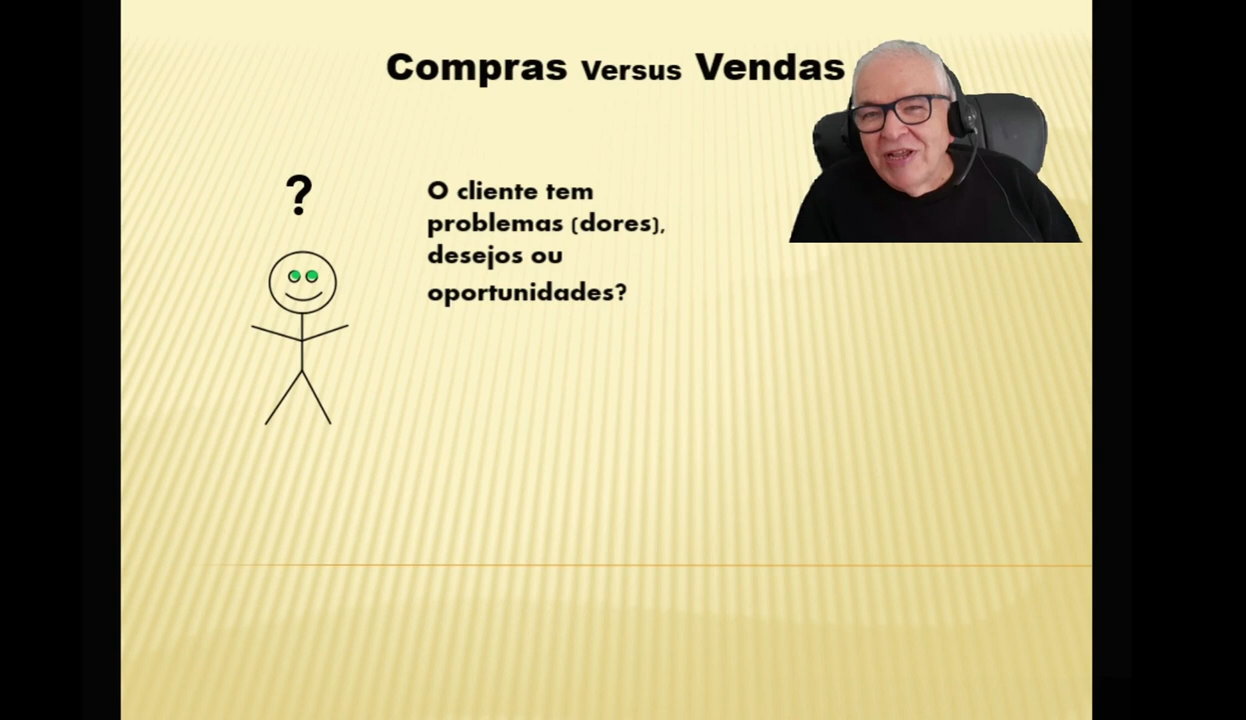 Compras Versus Vendas
?
O cliente tem
problemas (dores),
desejos ou
oportunidades?